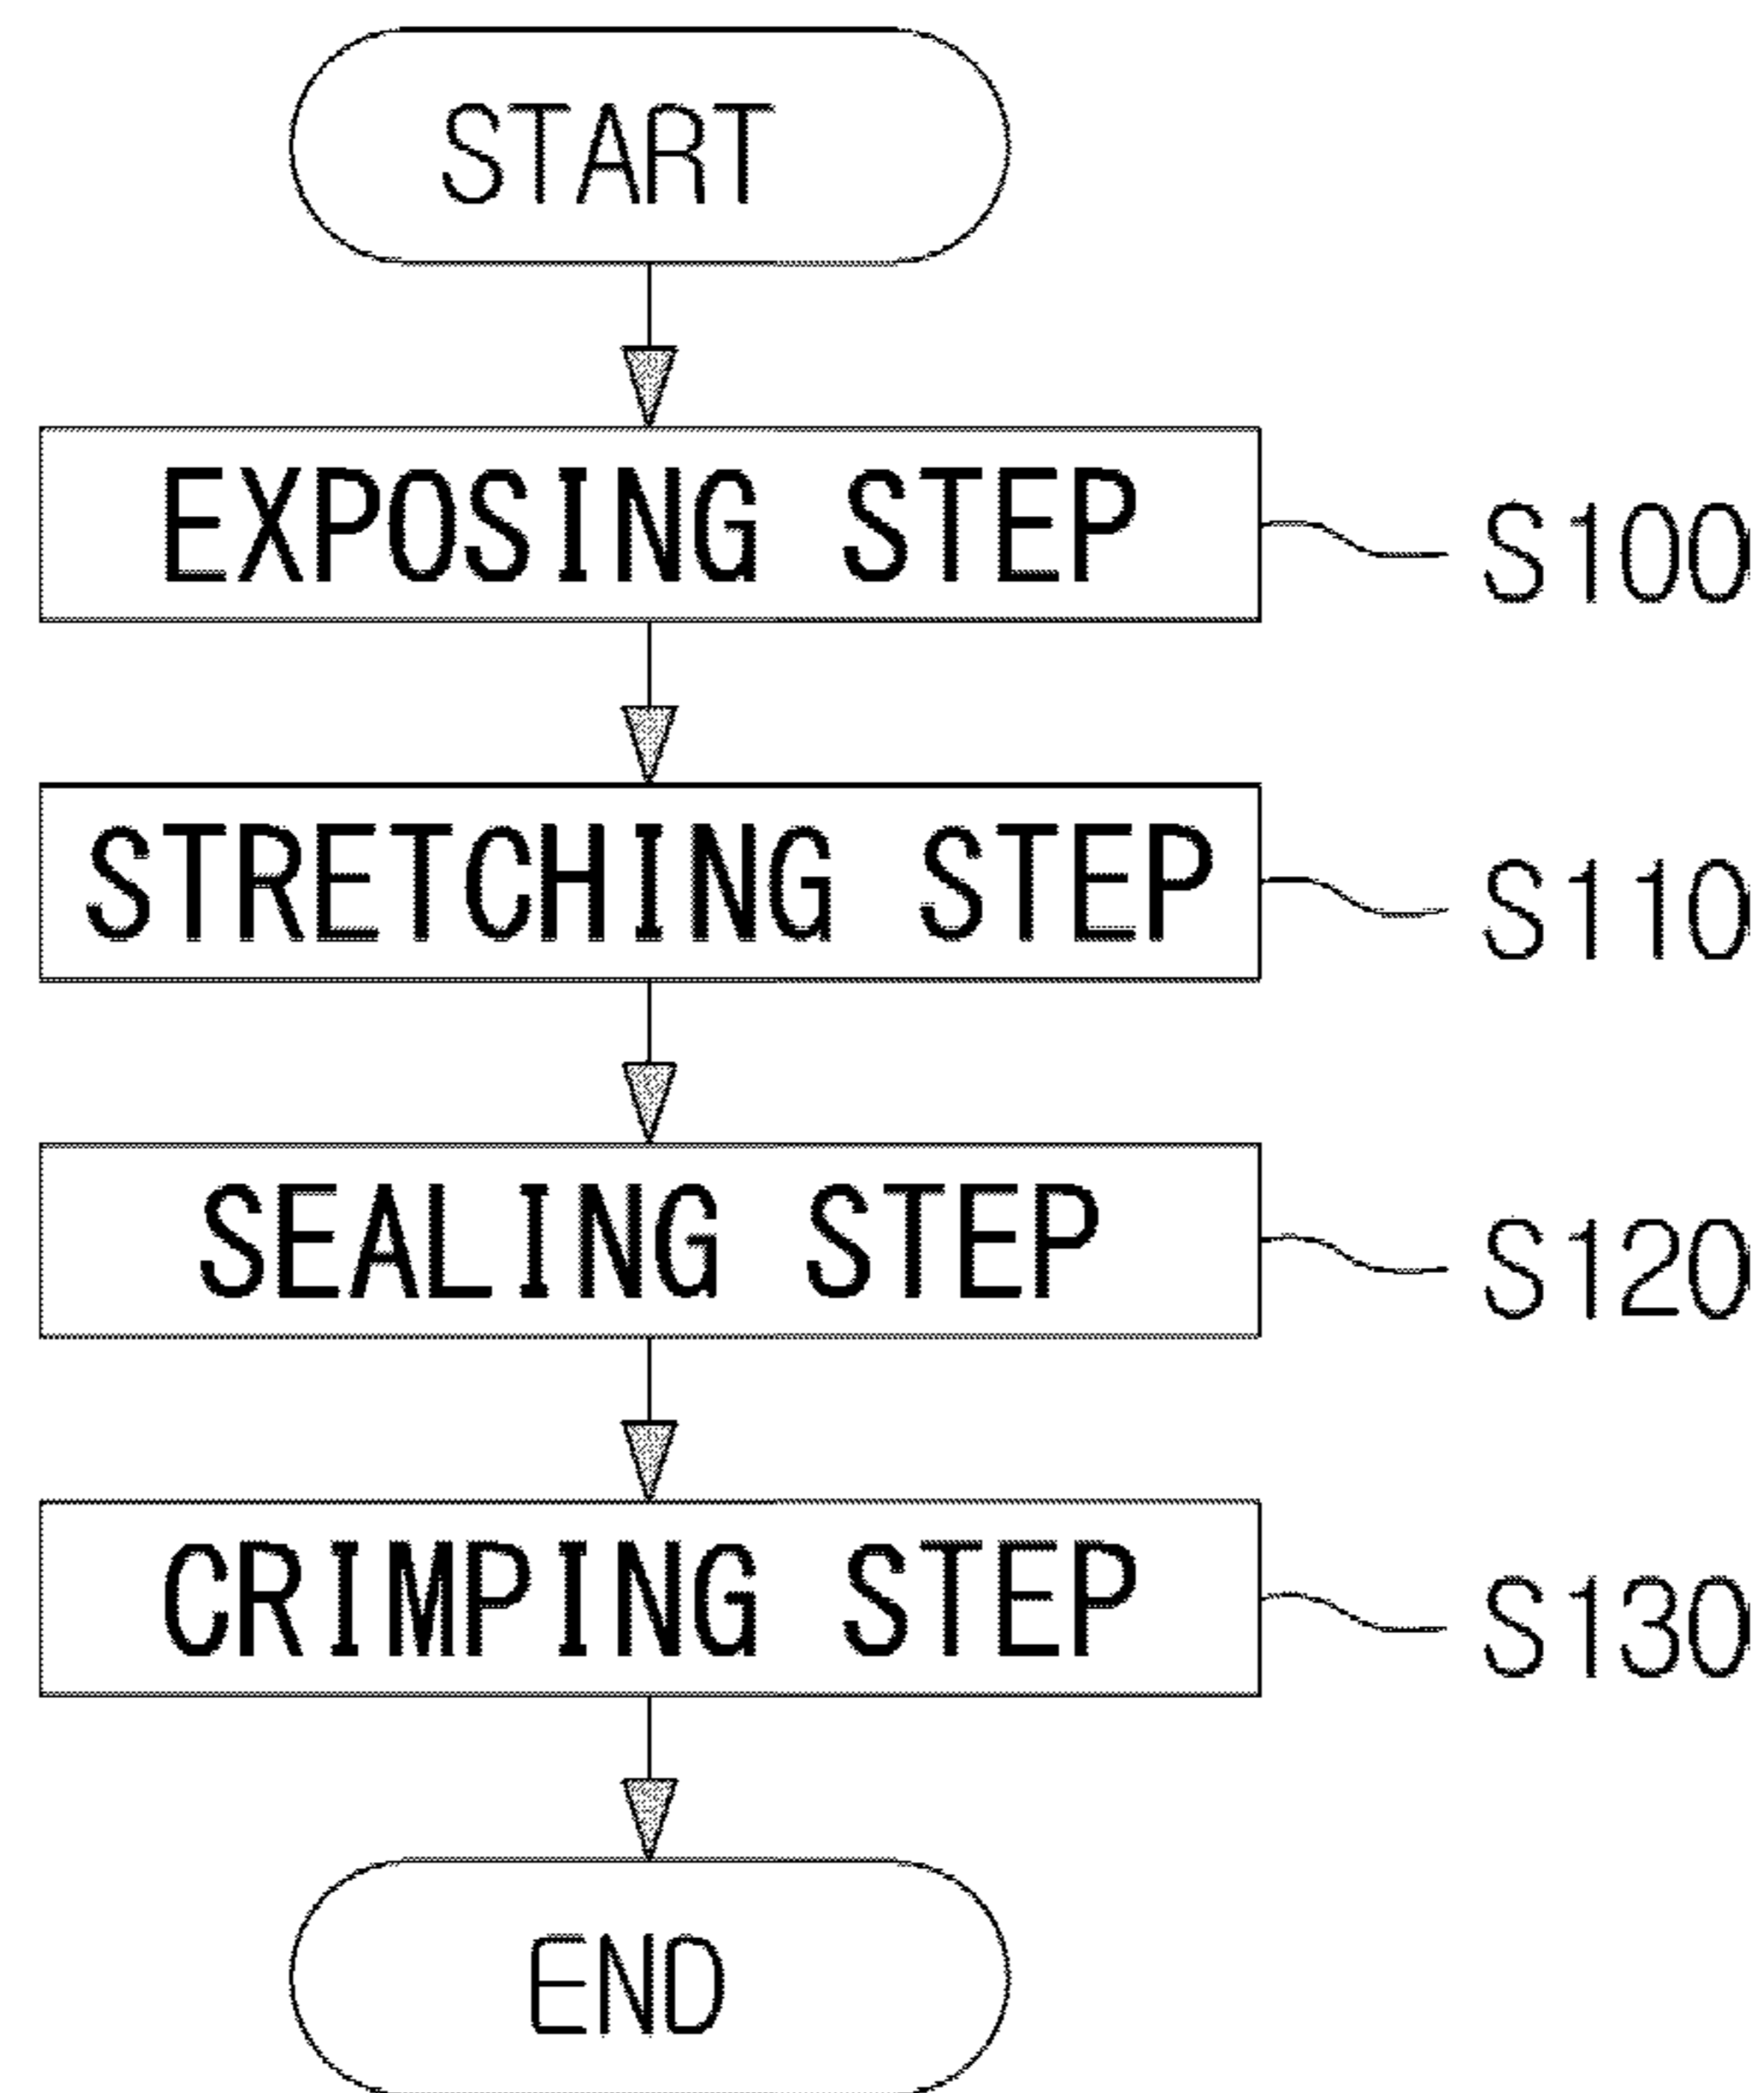 START
EXPOSING STEP S100
STRETCHING STEP S110
SEALING STEP S120
CRIMPING STEP S130
END